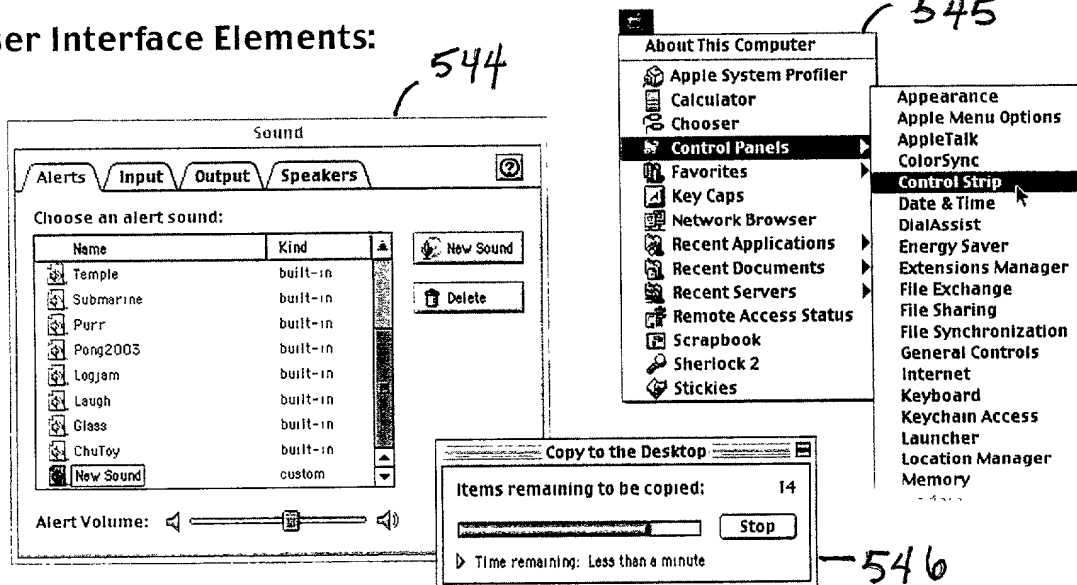 ser Interface Elements:
544
Sound
Alerts Input Output Speakers
Choose an alert sound:
Name Kind
Temple built-in
Submarine built-in
Purr built-in
Pong2003 built-in
Logjam built-in
Laugh built-in
Glass built-in
ChuToy built-in
New Sound custom
New Sound
Delete
Alert Volume:
545
About This Computer
Apple System Profiler
Calculator
Chooser
Control Panels
Favorites
Key Caps
Network Browser
Recent Applications
Recent Documents
Recent Servers
Remote Access Status
Scrapbook
Sherlock 2
Stickies
Appearance
Apple Menu Options
AppleTalk
ColorSync
Control Strip
Date & Time
DialAssist
Energy Saver
Extensions Manager
File Exchange
File Sharing
File Synchronization
General Controls
Internet
Keyboard
Keychain Access
Launcher
Location Manager
Memory
Copy to the Desktop
Items remaining to be copied: 14
Stop
Time remaining: Less than a minute
546